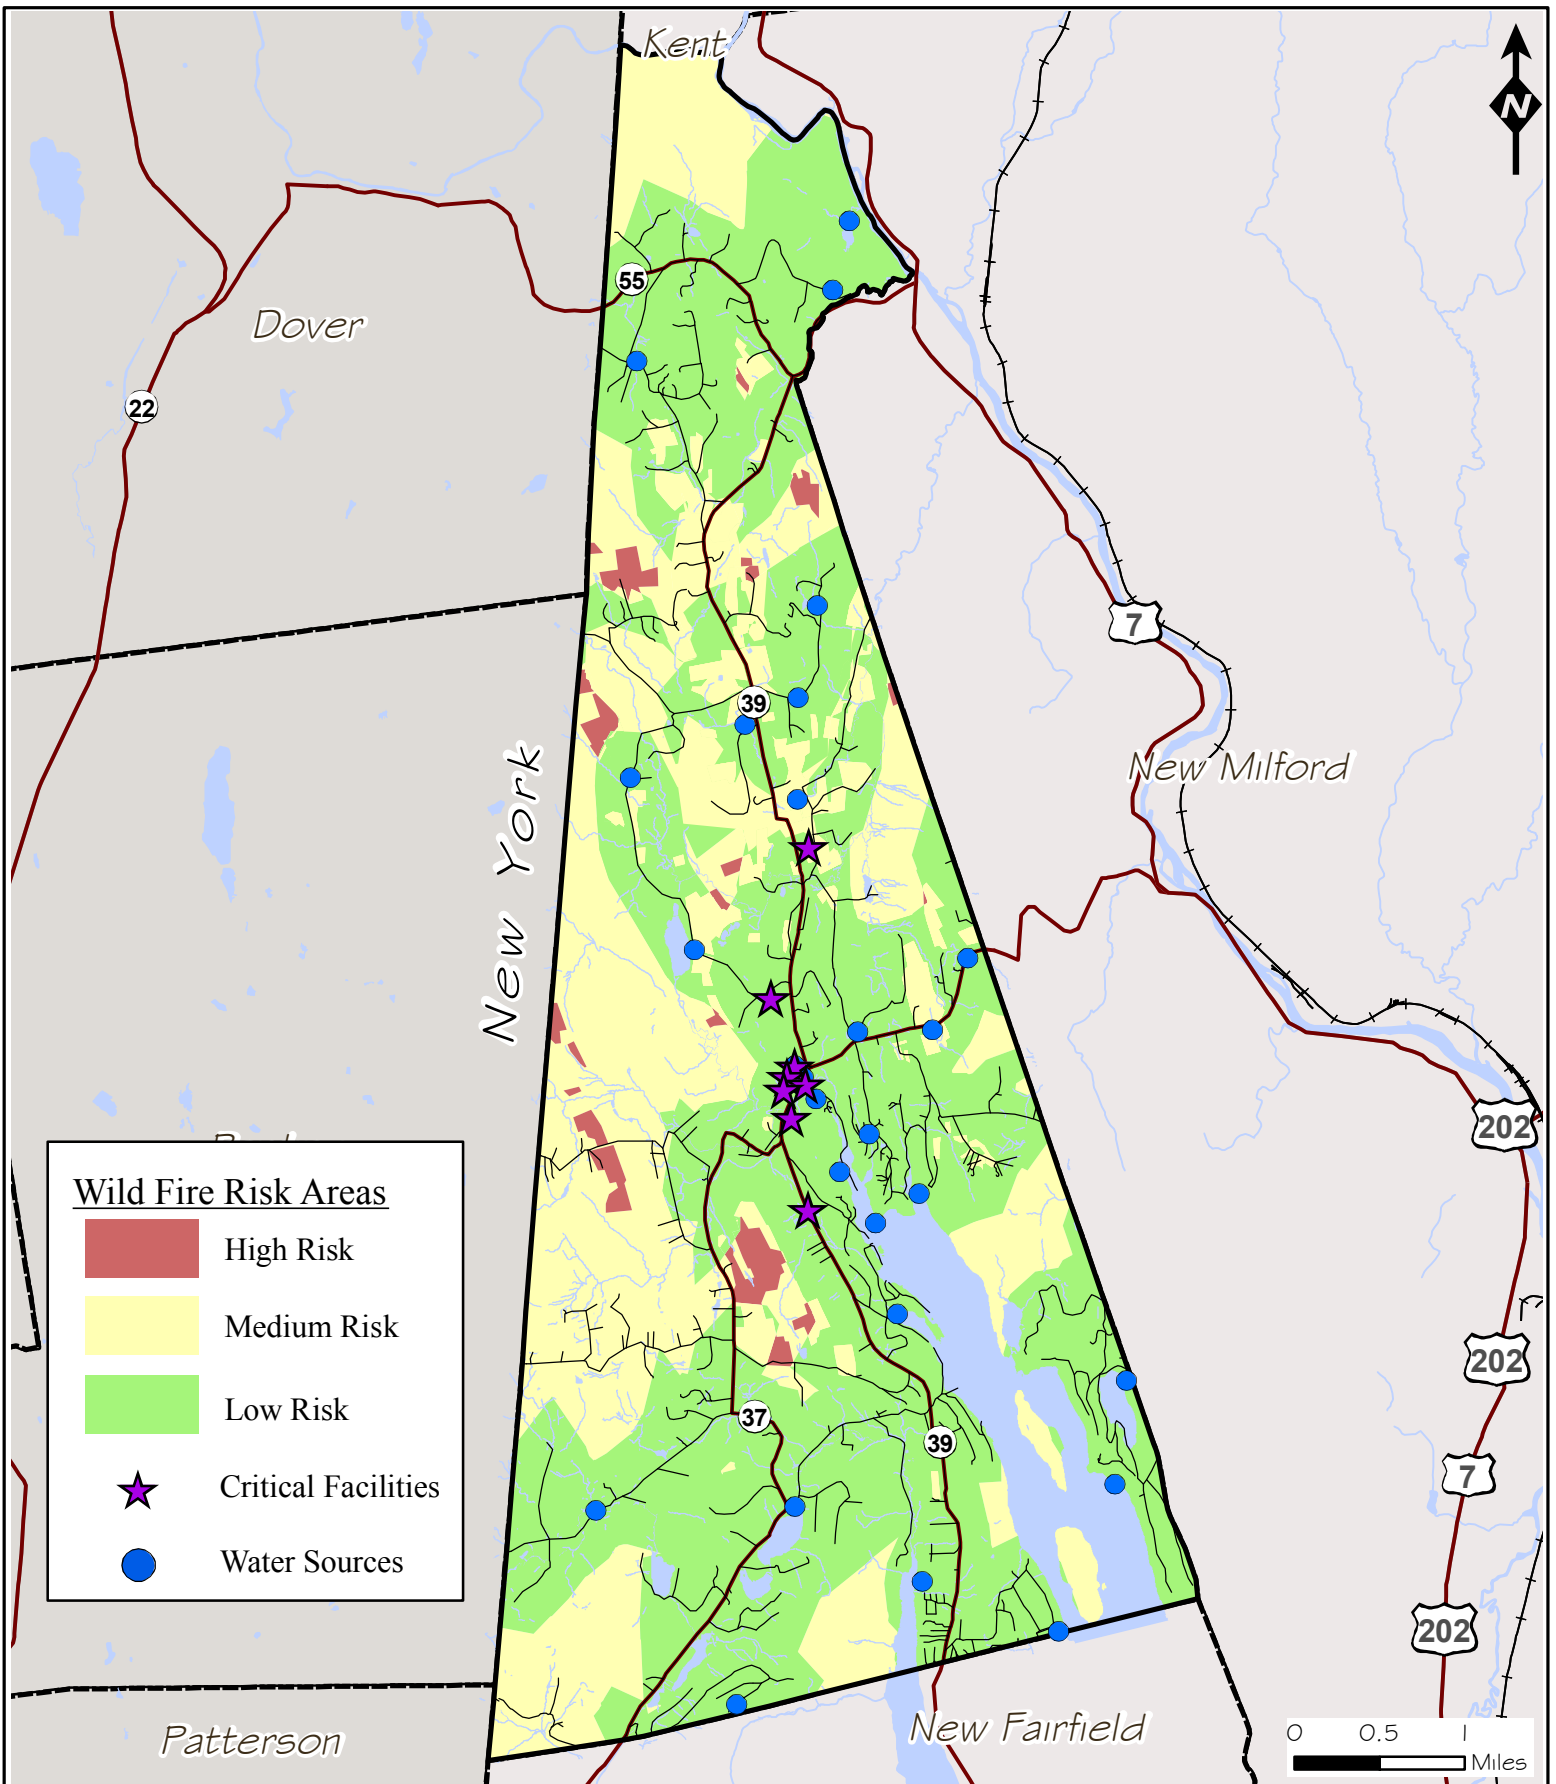 Kent
N
55
Dover
22
7
39
New Milford
New York
202
Wild Fire Risk Areas
High Risk
Medium Risk
Low Risk
Critical Facilities
Water Sources
202
37
39
7
202
Patterson
New Fairfield
0 0.5 1
Miles